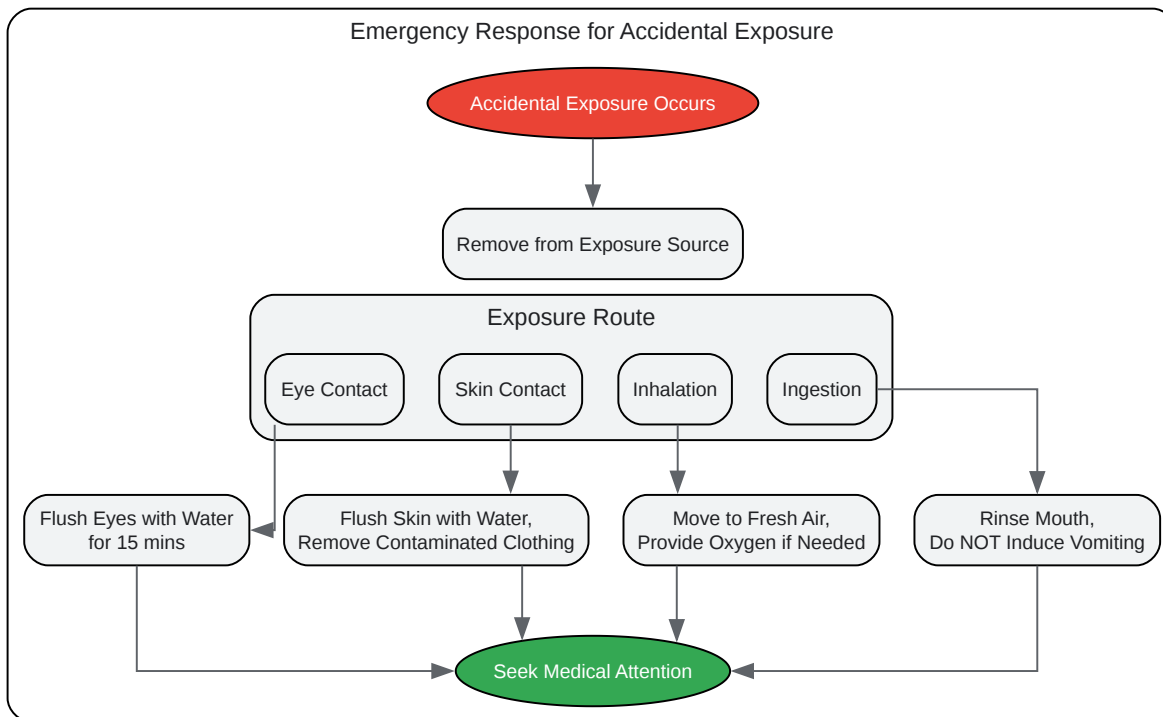 Emergency Response for Accidental Exposure
Accidental Exposure Occurs
Remove from Exposure Source
Exposure Route
Eye Contact
Skin Contact
Inhalation
Ingestion
Flush Eyes with Water
for 15 mins
Flush Skin with Water,
Remove Contaminated Clothing
Move to Fresh Air,
Provide Oxygen if Needed
Rinse Mouth,
Do NOT Induce Vomiting
Seek Medical Attention